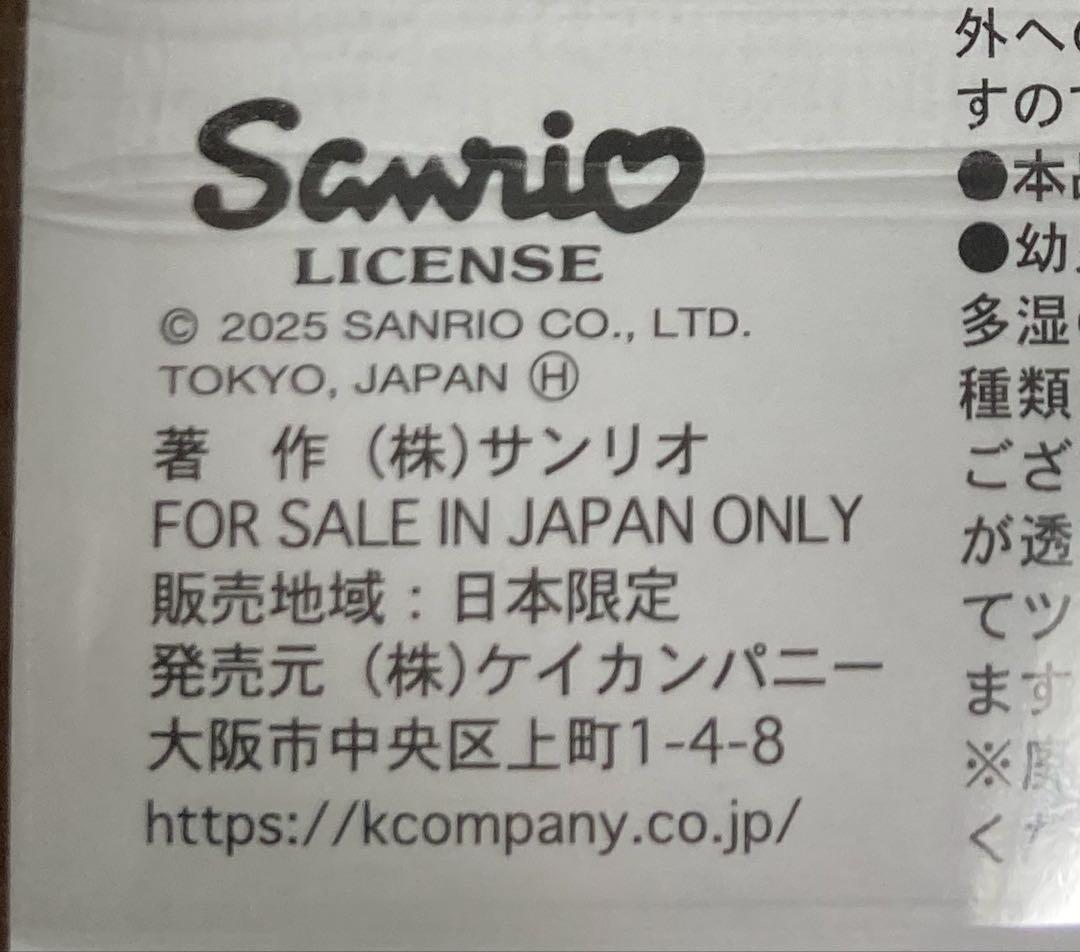 Sanrio
LICENSE
© 2025 SANRIO CO., LTD.
TOKYO, JAPAN Ⓗ
著　作 (株)サンリオ
FOR SALE IN JAPAN ONLY
販売地域：日本限定
発売元 (株)ケイカンパニー
大阪市中央区上町1-4-8
https://kcompany.co.jp/
外へ
すの
●本
●幼
多湿
種類
ござ
が透
てツ
ます
※
く